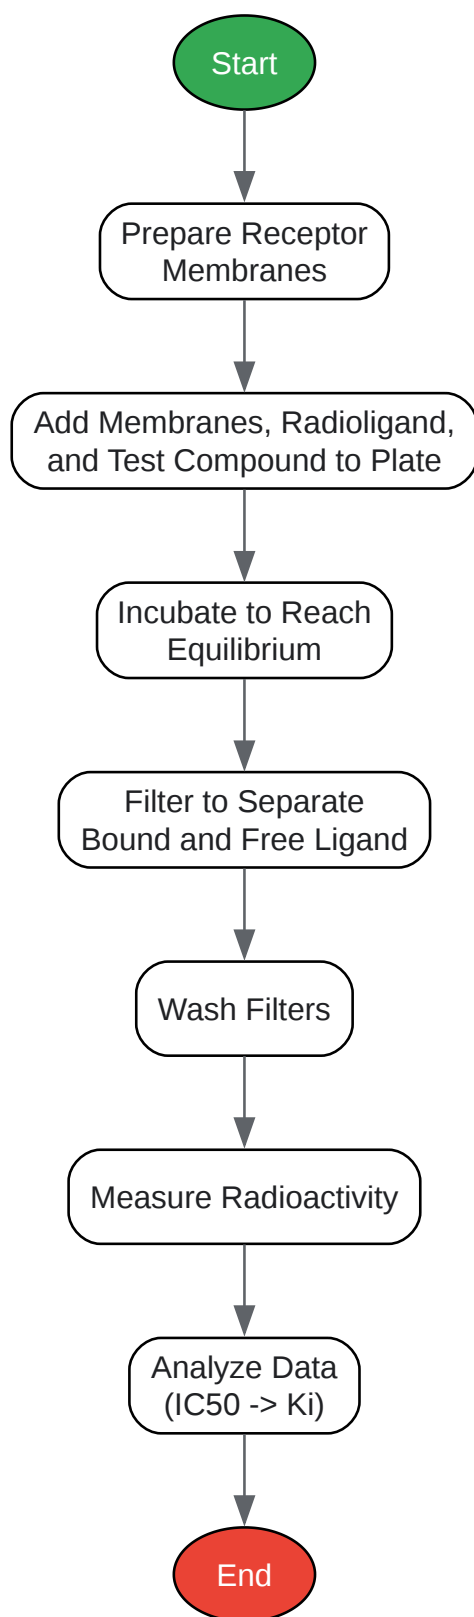 Start
Prepare Receptor
Membranes
Add Membranes, Radioligand,
and Test Compound to Plate
Incubate to Reach
Equilibrium
Filter to Separate
Bound and Free Ligand
Wash Filters
Measure Radioactivity
Analyze Data
(IC50 -> Ki)
End